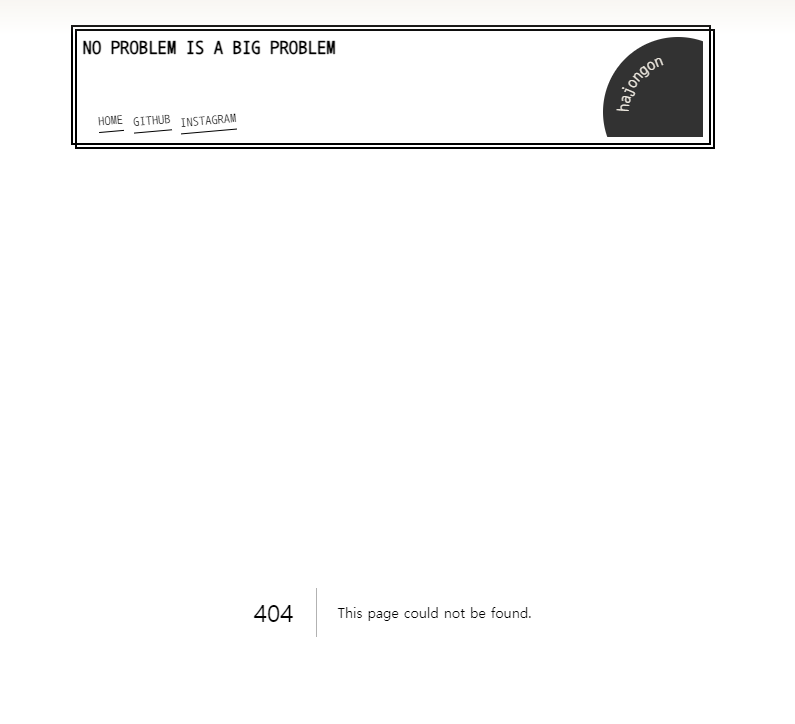 NO PROBLEM IS A BIG PROBLEM
hajongon
HOME GITHUB INSTAGRAM
404
This page could not be found.